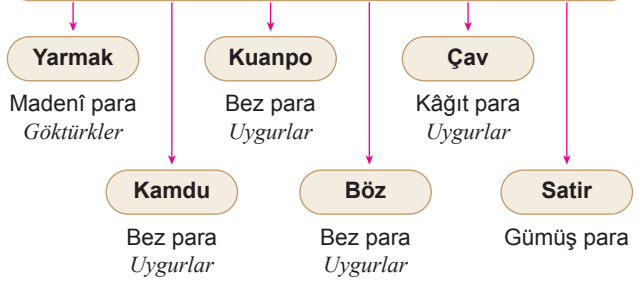 Yarmak
Madenî para
Göktürkler
Kuanpo
Bez para
Uygurlar
Çav
Kâğıt para
Uygurlar
Kamdu
Bez para
Uygurlar
Böz
Bez para
Uygurlar
Satir
Gümüş para